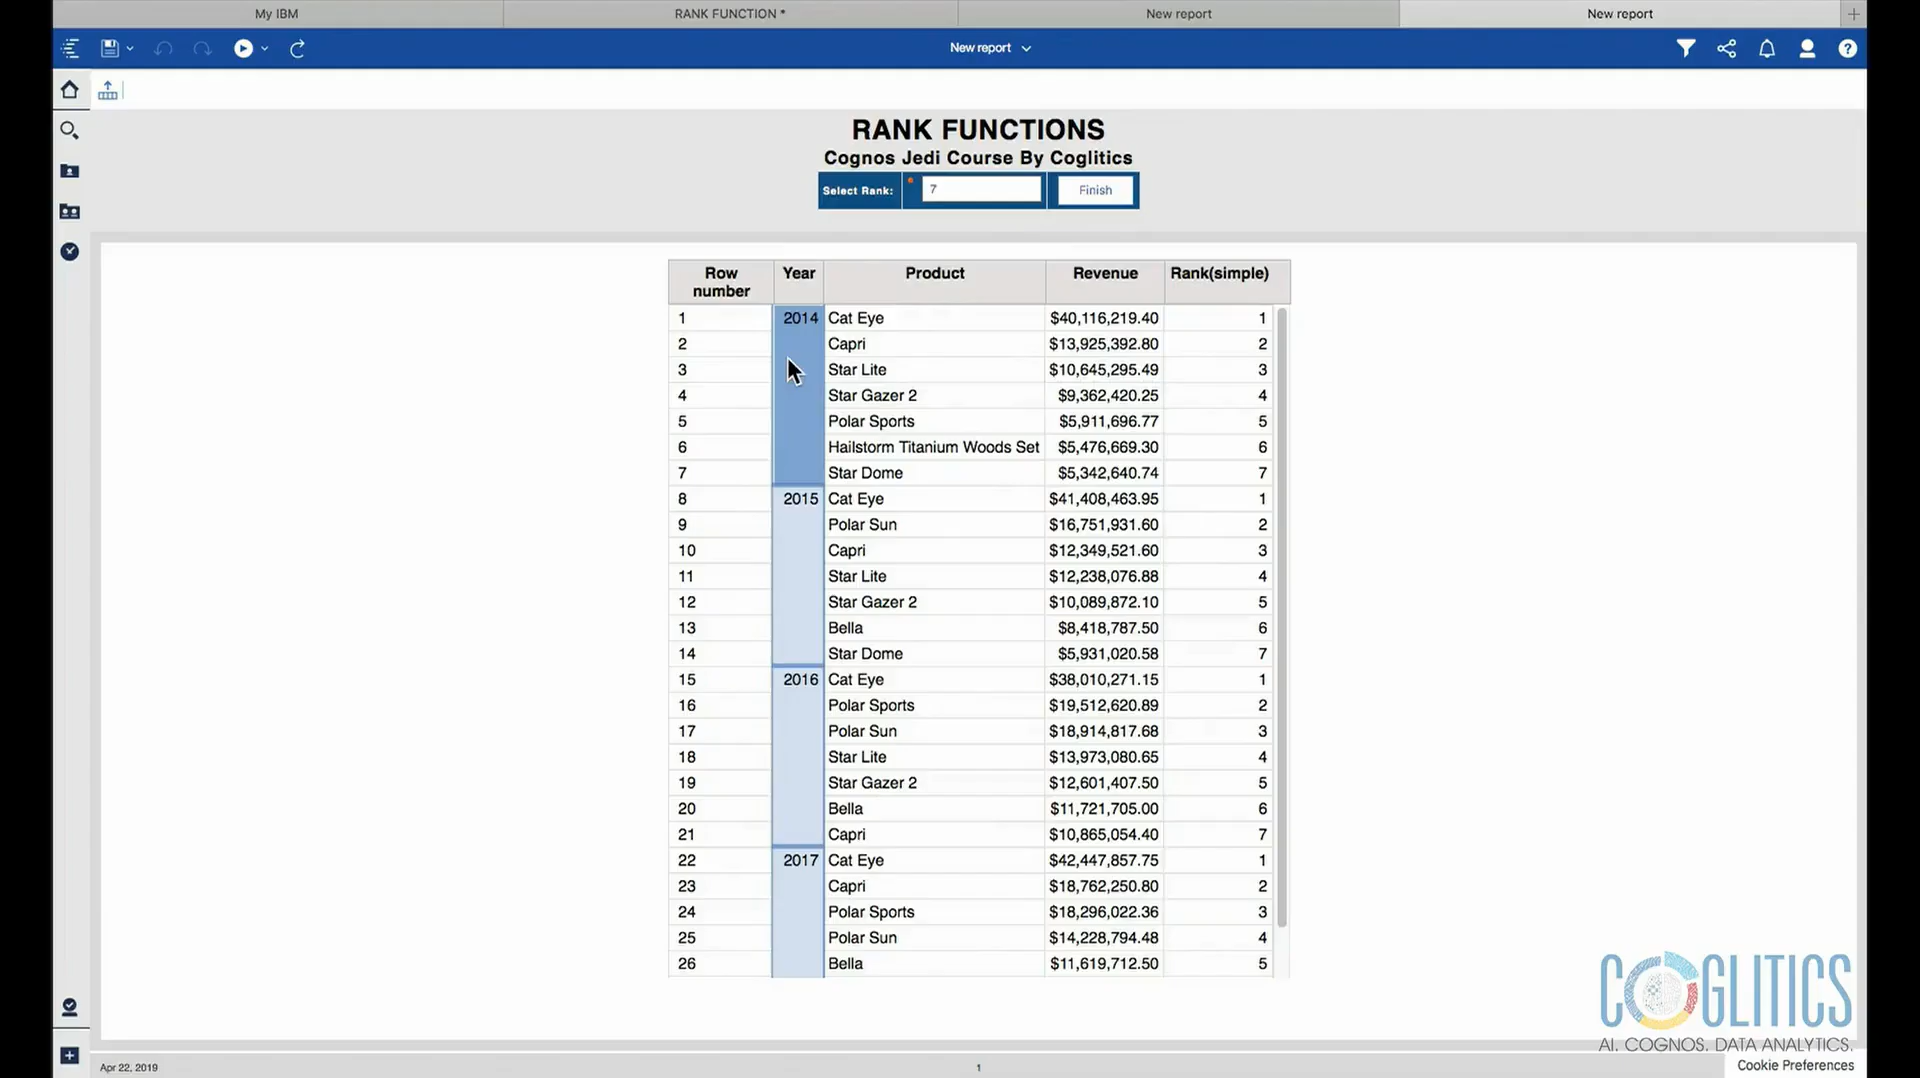 My IBM
RANK FUNCTION *
New report
New report
New report
RANK FUNCTIONS
Cognos Jedi Course By Coglitics
Select Rank: * 7 Finish
Row number Year Product Revenue Rank(simple)
1 2014 Cat Eye $40,116,219.40 1
2 Capri $13,925,392.80 2
3 Star Lite $10,645,295.49 3
4 Star Gazer 2 $9,362,420.25 4
5 Polar Sports $5,911,696.77 5
6 Hailstorm Titanium Woods Set $5,476,669.30 6
7 Star Dome $5,342,640.74 7
8 2015 Cat Eye $41,408,463.95 1
9 Polar Sun $16,751,931.60 2
10 Capri $12,349,521.60 3
11 Star Lite $12,238,076.88 4
12 Star Gazer 2 $10,089,872.10 5
13 Bella $8,418,787.50 6
14 Star Dome $5,931,020.58 7
15 2016 Cat Eye $38,010,271.15 1
16 Polar Sports $19,512,620.89 2
17 Polar Sun $18,914,817.68 3
18 Star Lite $13,973,080.65 4
19 Star Gazer 2 $12,601,407.50 5
20 Bella $11,721,705.00 6
21 Capri $10,865,054.40 7
22 2017 Cat Eye $42,447,857.75 1
23 Capri $18,762,250.80 2
24 Polar Sports $18,296,022.36 3
25 Polar Sun $14,228,794.48 4
26 Bella $11,619,712.50 5
COGLITICS
AI. COGNOS. DATA ANALYTICS.
Apr 22, 2019
1
Cookie Preferences